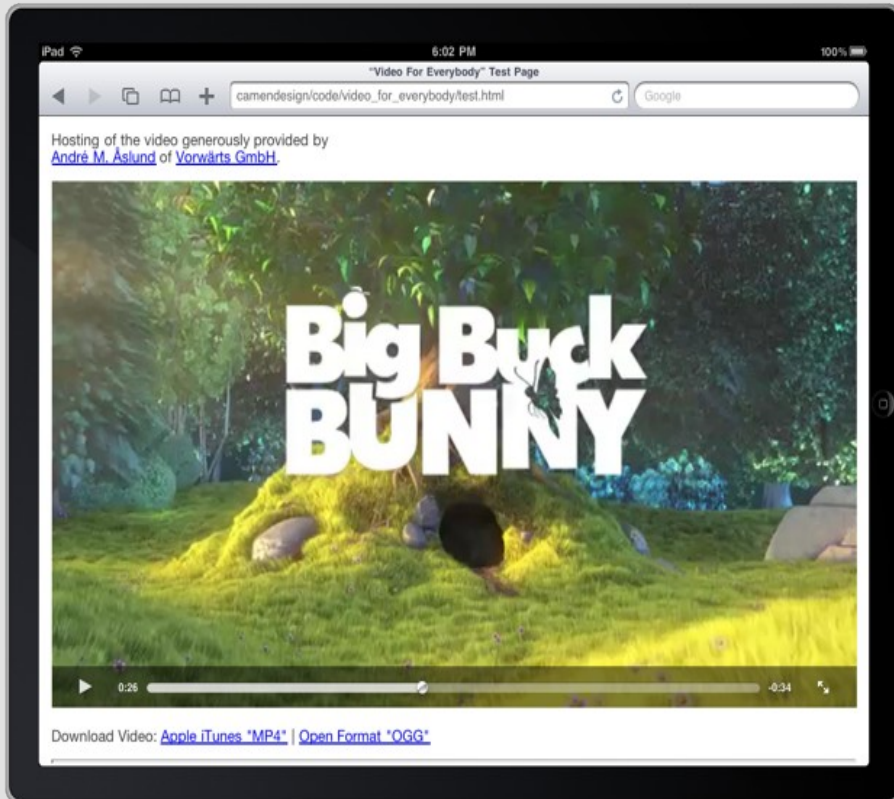 iPad 6:02 PM 100%
"Video For Everybody" Test Page
camendesign/code/video_for_everybody/test.html Google
Hosting of the video generously provided by
André M. Åslund of Vorwärts GmbH.
Big Buck
BUNNY
0:26 -0:34
Download Video: Apple iTunes "MP4" | Open Format "OGG"